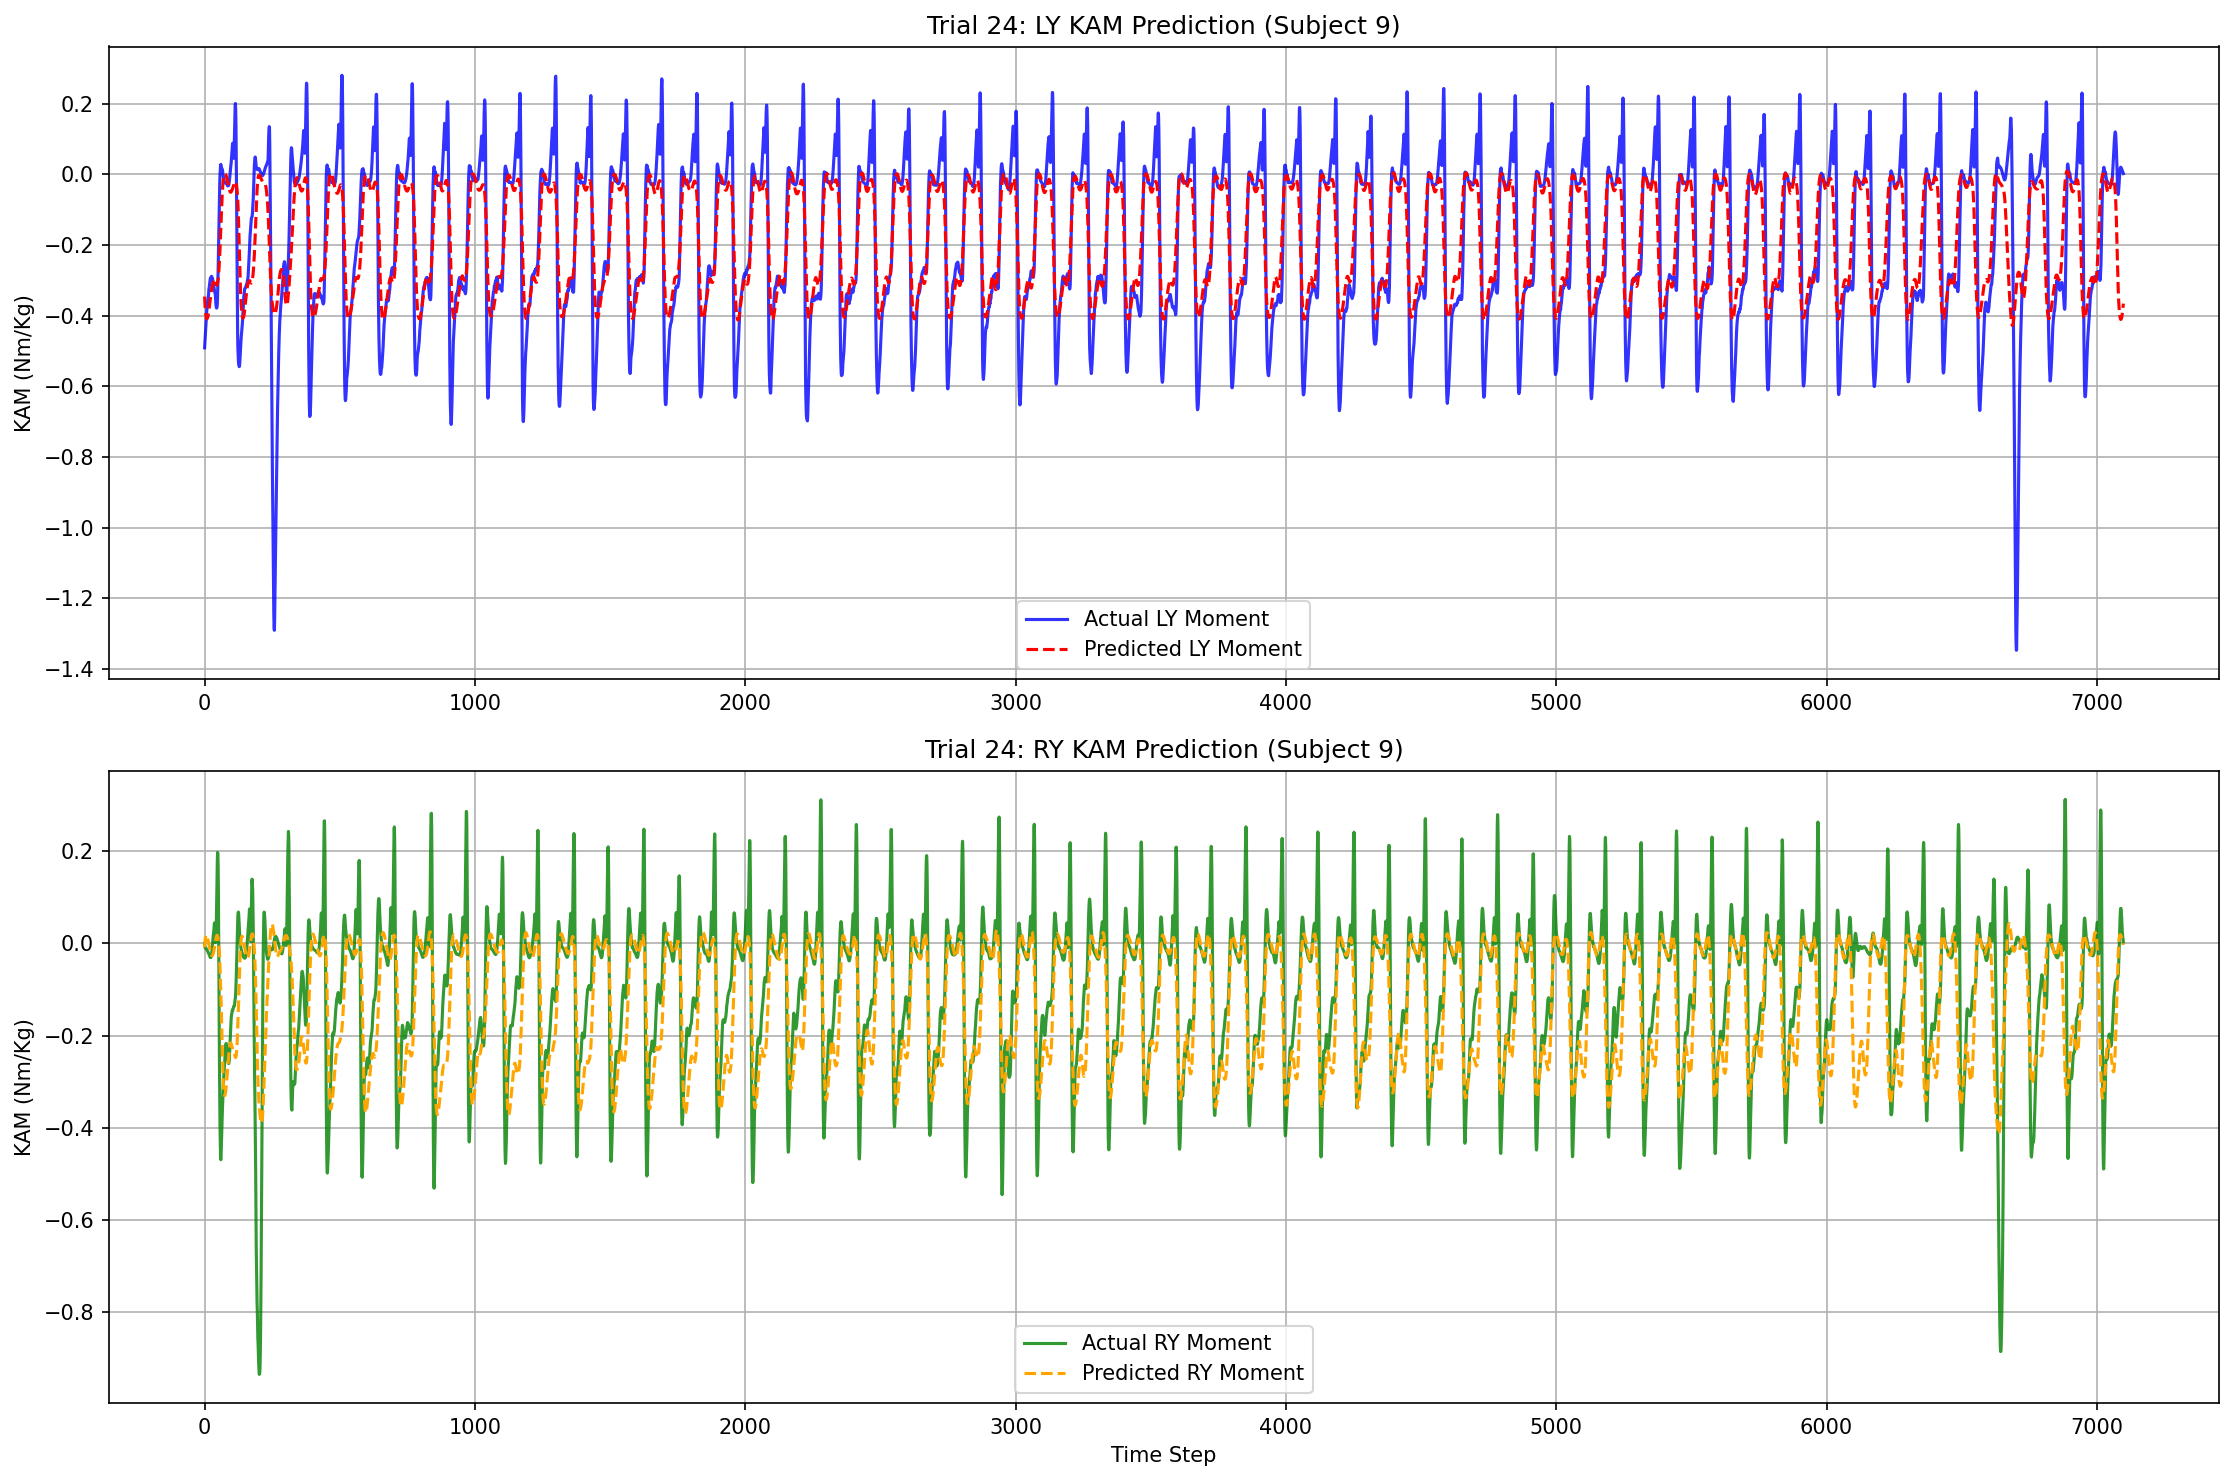 Trial 24: LY KAM Prediction (Subject 9)
KAM (Nm/Kg)
0.2
0.0
−0.2
−0.4
−0.6
−0.8
−1.0
−1.2
−1.4
Actual LY Moment
Predicted LY Moment
0 1000 2000 3000 4000 5000 6000 7000
Trial 24: RY KAM Prediction (Subject 9)
KAM (Nm/Kg)
0.2
0.0
−0.2
−0.4
−0.6
−0.8
Actual RY Moment
Predicted RY Moment
0 1000 2000 3000 4000 5000 6000 7000
Time Step